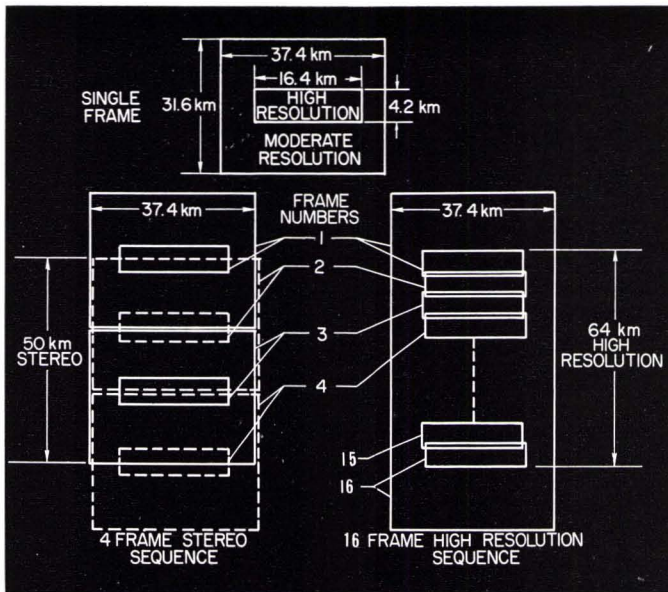 37.4 km
16.4 km
SINGLE
FRAME
31.6 km
HIGH
RESOLUTION
4.2 km
MODERATE
RESOLUTION
37.4 km
FRAME
NUMBERS
37.4 km
1
2
3
4
50 km
STEREO
64 km
HIGH
RESOLUTION
15
16
4 FRAME STEREO
SEQUENCE
16 FRAME HIGH RESOLUTION
SEQUENCE